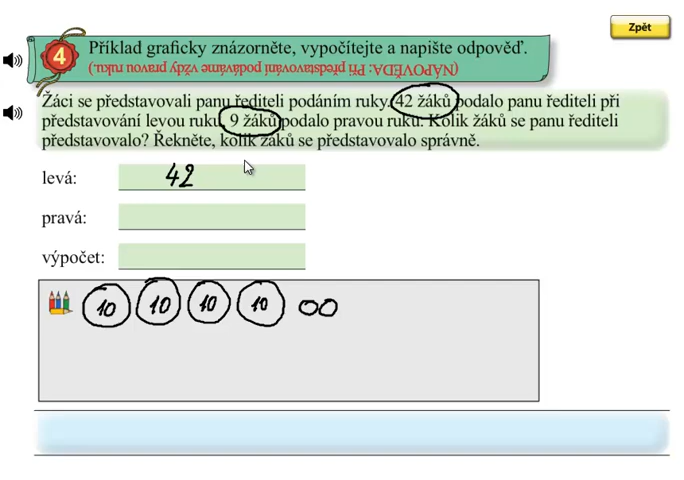 Zpět
4 Příklad graficky znázorněte, vypočítejte a napište odpověď.
(NÁPOVĚDA: Při představování podáváme vždy pravou ruku.)
Žáci se představovali panu řediteli podáním ruky. 42 žáků podalo panu řediteli při
představování levou ruku. 9 žáků podalo pravou ruku. Kolik žáků se panu řediteli
představovalo? Řekněte, kolik žáků se představovalo správně.
levá: 42
pravá:
výpočet:
10 10 10 10